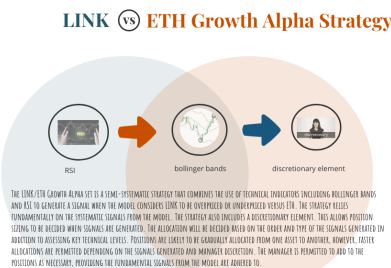 LINK VS ETH Growth Alpha Strategy
RSI
bollinger bands
discretionary element
The LINK/ETH Growth Alpha set is a semi-systematic strategy that combines the use of technical indicators including bollinger bands
and RSI to generate a signal when the model considers LINK to be overpriced or underpriced versus ETH. The strategy relies
fundamentally on the systematic signals from the model. The strategy also includes a discretionary element. This allows position
sizing to be decided when signals are generated. The allocation will be decided based on the order and type of the signals generated in
addition to assessing key technical levels. Positions are likely to be gradually allocated from one asset to another, however, faster
allocations are permitted depending on the signals generated and manager discretion. The manager is permitted to add to the
positions as necessary, providing the fundamental signals from the model are adhered to.